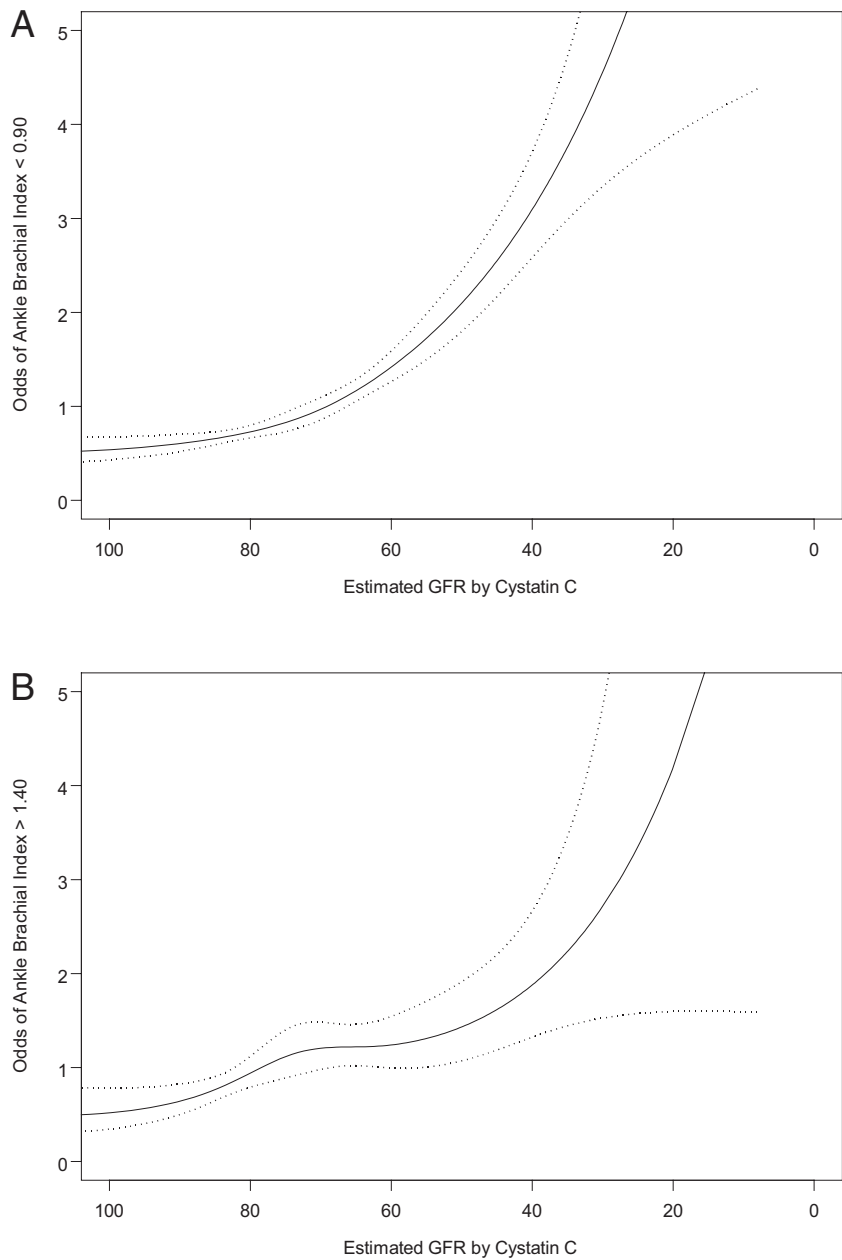 A
5
4
3
2
1
0
Odds of Ankle Brachial Index < 0.90
100 80 60 40 20 0
Estimated GFR by Cystatin C
B
5
4
3
2
1
0
Odds of Ankle Brachial Index > 1.40
100 80 60 40 20 0
Estimated GFR by Cystatin C